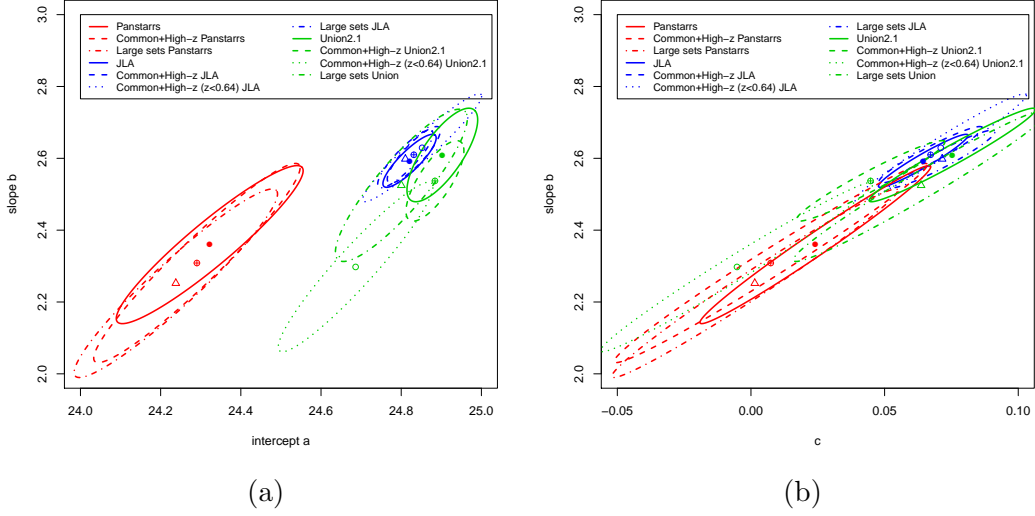 Panstarrs
Common+High-z Panstarrs
Large sets Panstarrs
JLA
Common+High-z JLA
Common+High-z (z<0.64) JLA
Large sets JLA
Union2.1
Common+High-z Union2.1
Common+High-z (z<0.64) Union2.1
Large sets Union
slope b
3.0
2.8
2.6
2.4
2.2
2.0
24.0 24.2 24.4 24.6 24.8 25.0
intercept a
(a)
Panstarrs
Common+High-z Panstarrs
Large sets Panstarrs
JLA
Common+High-z JLA
Common+High-z (z<0.64) JLA
Large sets JLA
Union2.1
Common+High-z Union2.1
Common+High-z (z<0.64) Union2.1
Large sets Union
slope b
3.0
2.8
2.6
2.4
2.2
2.0
−0.05 0.00 0.05 0.10
c
(b)